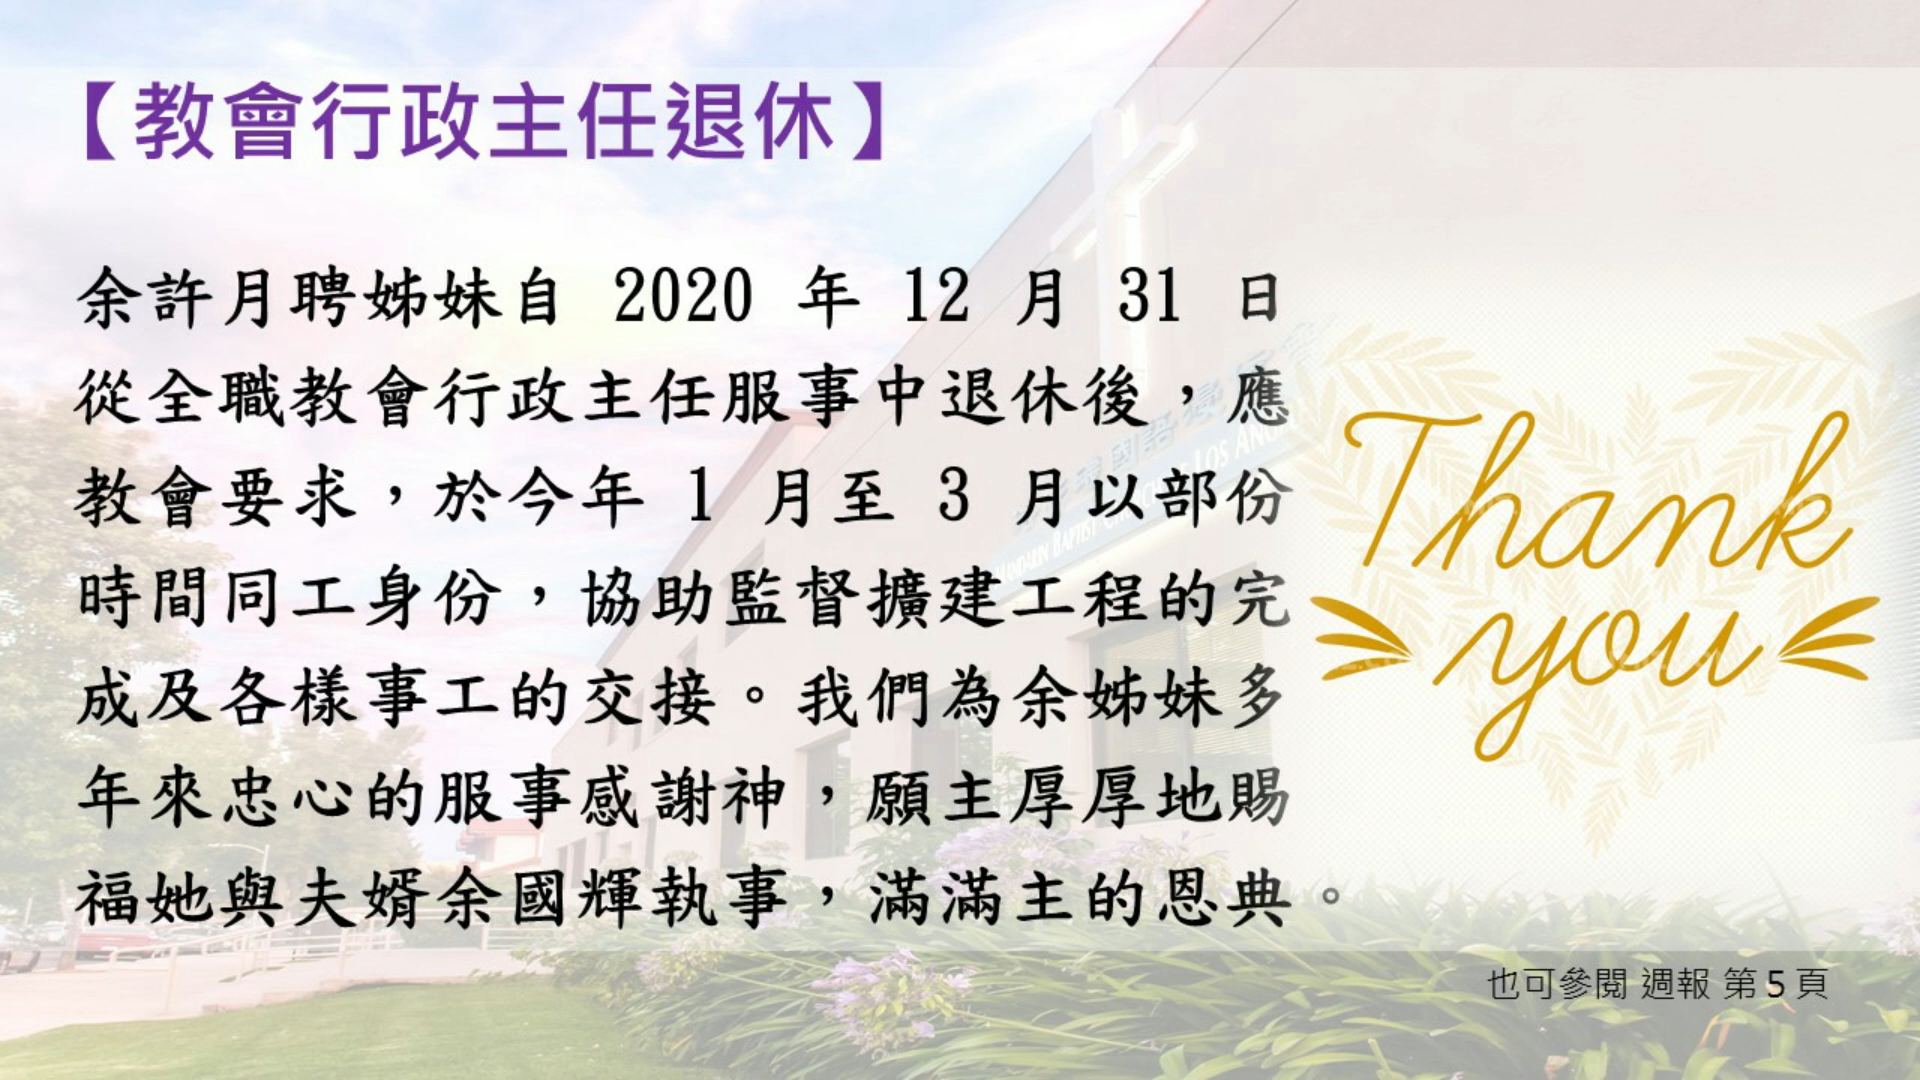 【教會行政主任退休】
余許月聘姊妹自 2020 年 12 月 31 日
從全職教會行政主任服事中退休後，應
教會要求，於今年 1 月至 3 月以部份
時間同工身份，協助監督擴建工程的完
成及各樣事工的交接。我們為余姊妹多
年來忠心的服事感謝神，願主厚厚地賜
福她與夫婿余國輝執事，滿滿主的恩典。
Thank
you
MANDARIN BAPTIST CHURCH OF LOS ANGE
也可參閱 週報 第 5 頁